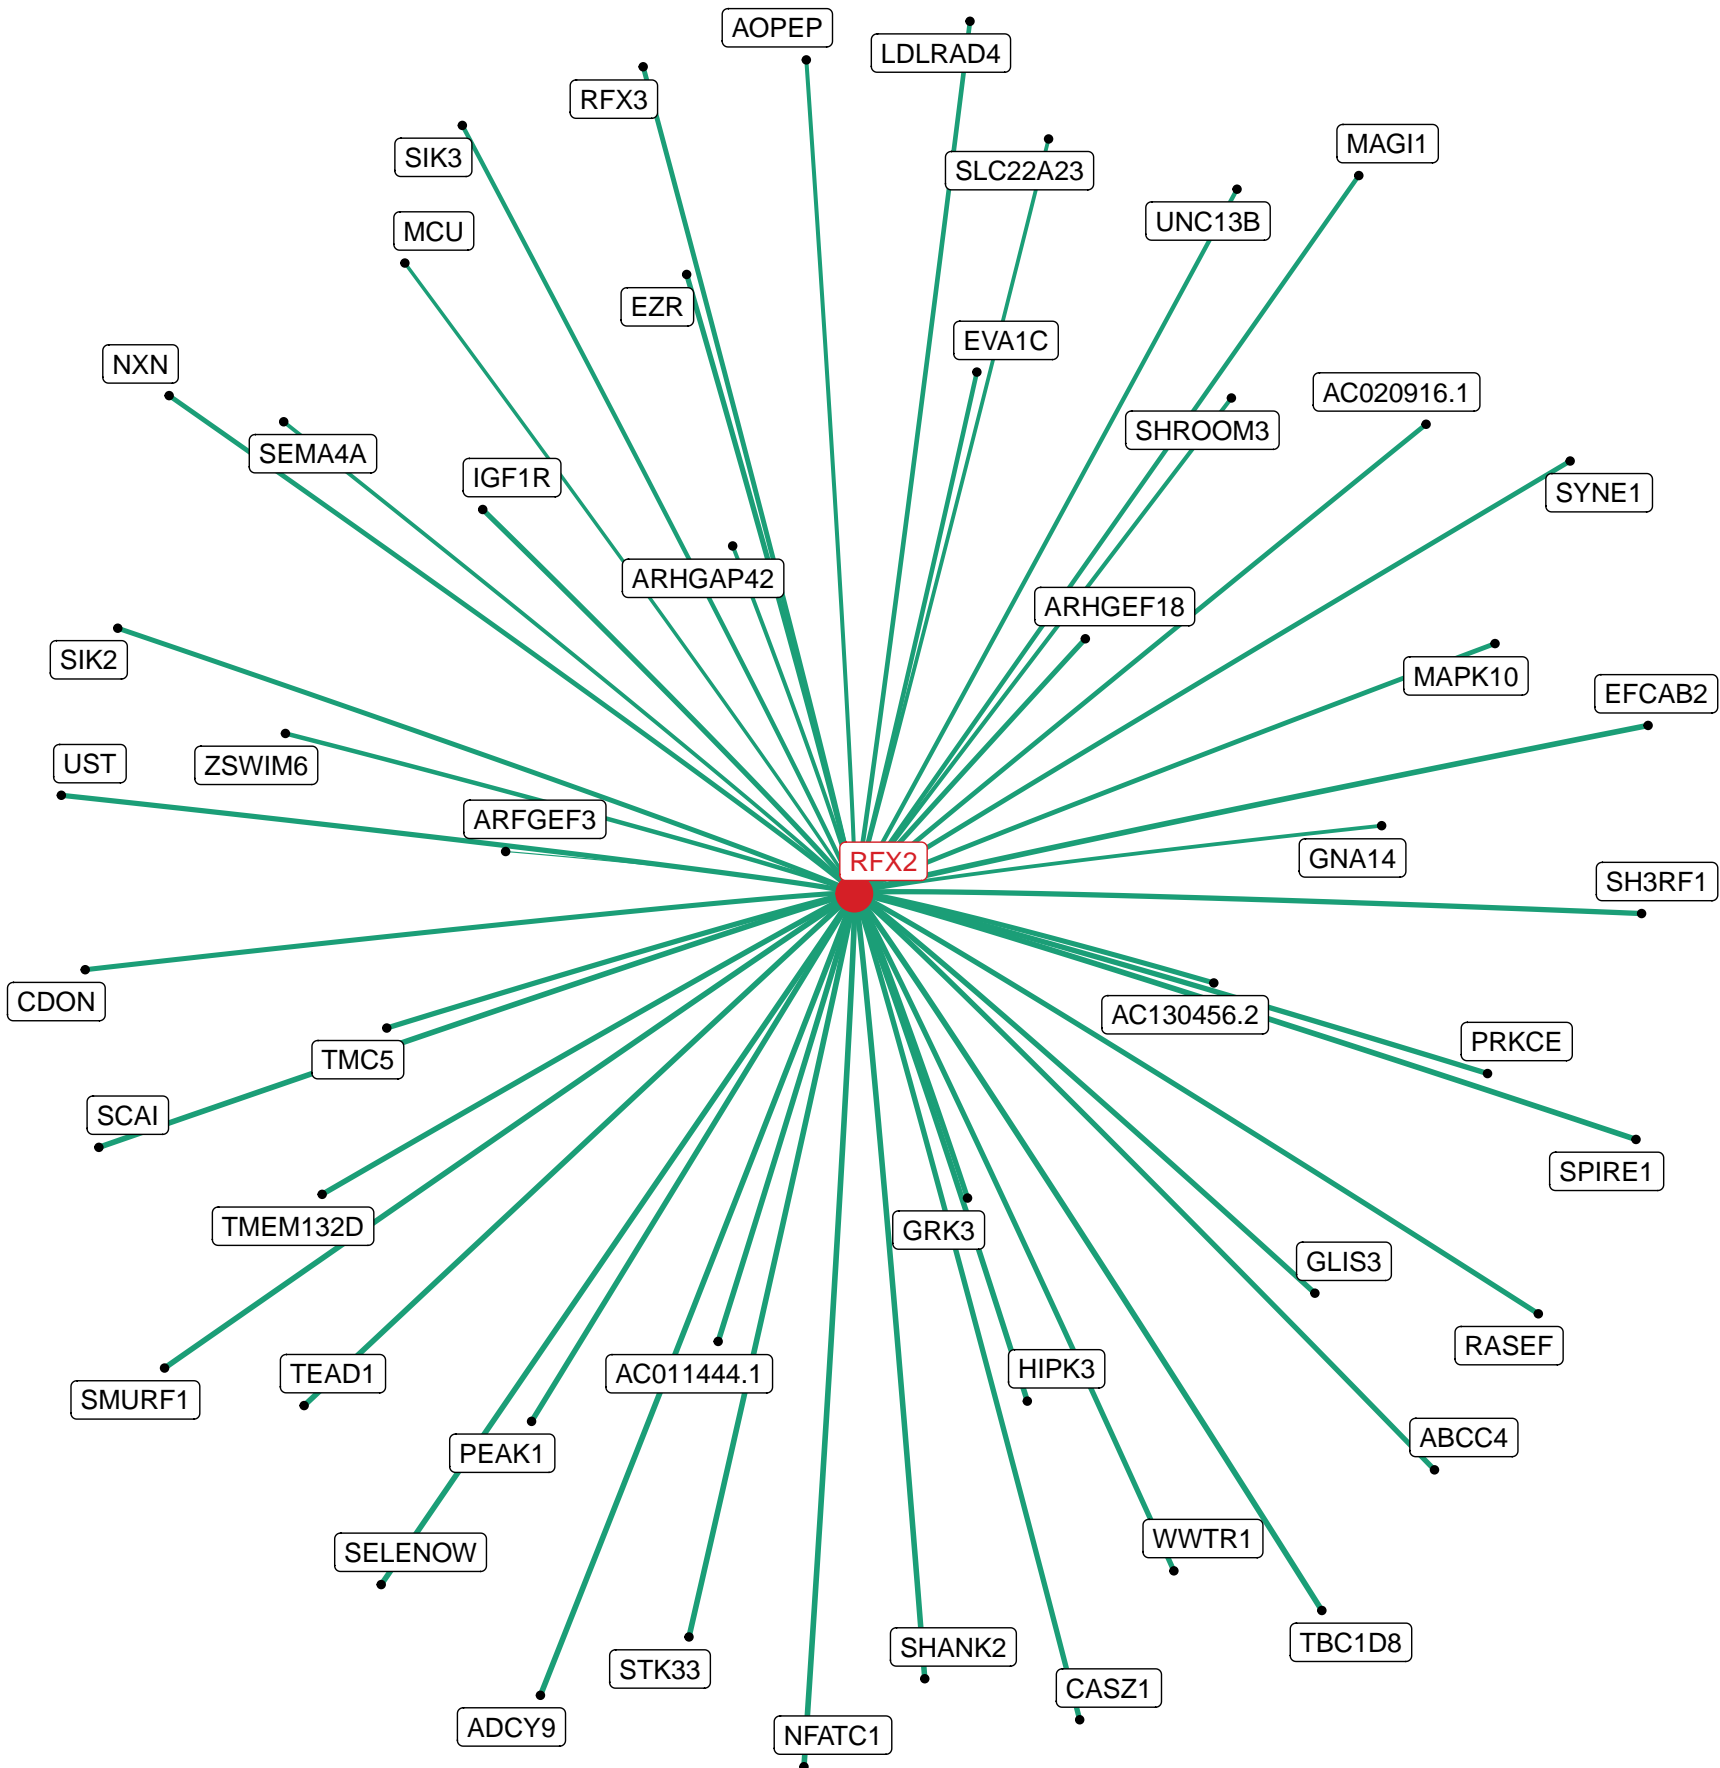 AOPEP
LDLRAD4
RFX3
SIK3
SLC22A23
MAGI1
UNC13B
MCU
EZR
EVA1C
NXN
AC020916.1
SHROOM3
SEMA4A
IGF1R
SYNE1
ARHGAP42
ARHGEF18
SIK2
MAPK10
EFCAB2
UST
ZSWIM6
ARFGEF3
RFX2
GNA14
SH3RF1
CDON
AC130456.2
PRKCE
TMC5
SCAI
SPIRE1
TMEM132D
GRK3
GLIS3
RASEF
HIPK3
TEAD1
AC011444.1
SMURF1
ABCC4
PEAK1
WWTR1
SELENOW
TBC1D8
SHANK2
STK33
CASZ1
ADCY9
NFATC1